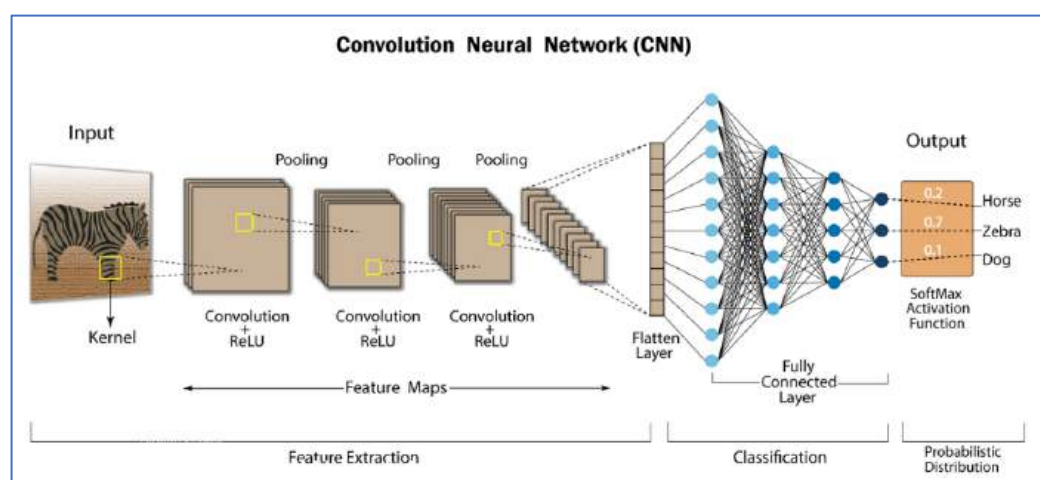 Convolution Neural Network (CNN)
Input
Kernel
Pooling
Pooling
Pooling
Convolution
+
ReLU
Convolution
+
ReLU
Convolution
+
ReLU
Feature Maps
Flatten
Layer
Fully
Connected
Layer
Output
0.2
Horse
0.7
Zebra
0.1
Dog
SoftMax
Activation
Function
Feature Extraction
Classification
Probabilistic
Distribution